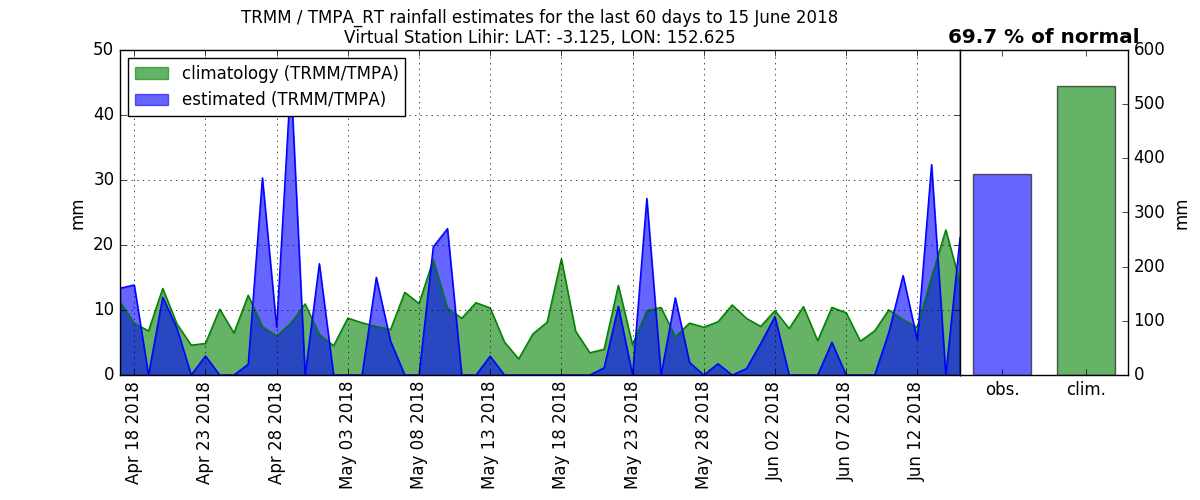 TRMM / TMPA_RT rainfall estimates for the last 60 days to 15 June 2018
Virtual Station Lihir: LAT: -3.125, LON: 152.625
69.7 % of normal
climatology (TRMM/TMPA)
estimated (TRMM/TMPA)
50
40
30
20
10
0
mm
Apr 18 2018
Apr 23 2018
Apr 28 2018
May 03 2018
May 08 2018
May 13 2018
May 18 2018
May 23 2018
May 28 2018
Jun 02 2018
Jun 07 2018
Jun 12 2018
600
500
400
300
200
100
0
mm
obs.
clim.